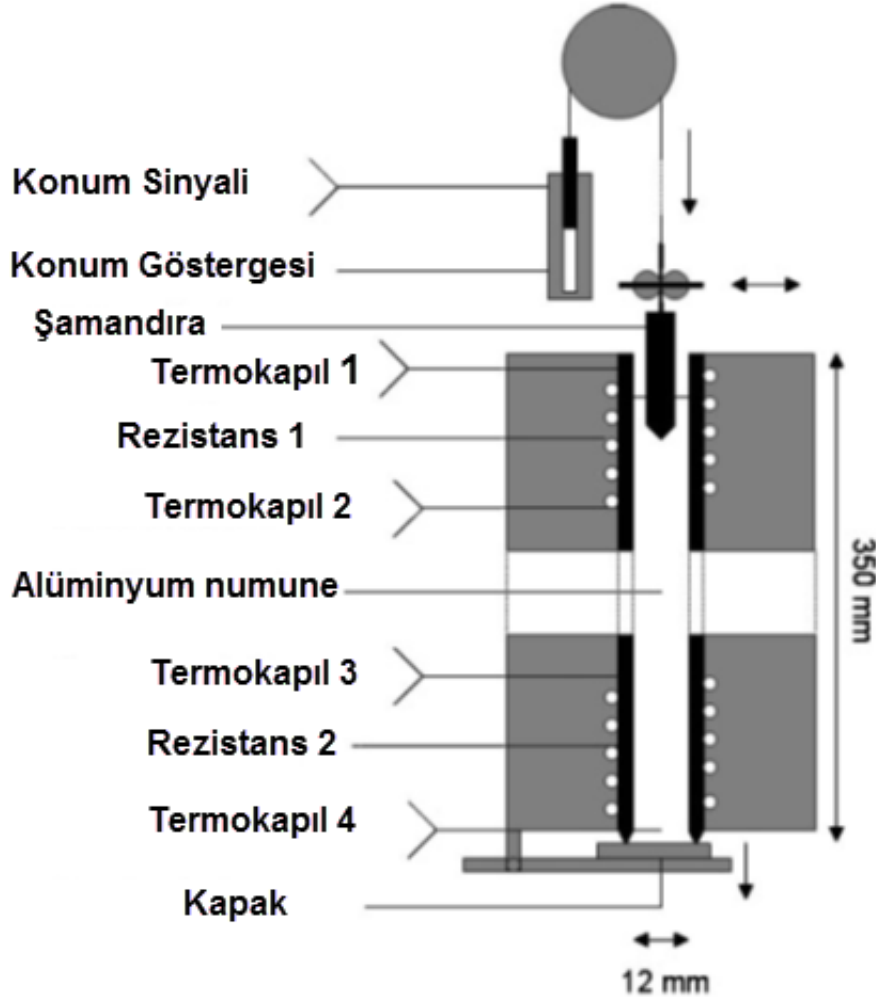 Konum Sinyali
Konum Göstergesi
Şamandıra
Termokapıl 1
Rezistans 1
Termokapıl 2
Alüminyum numune
350 mm
Termokapıl 3
Rezistans 2
Termokapıl 4
Kapak
12 mm